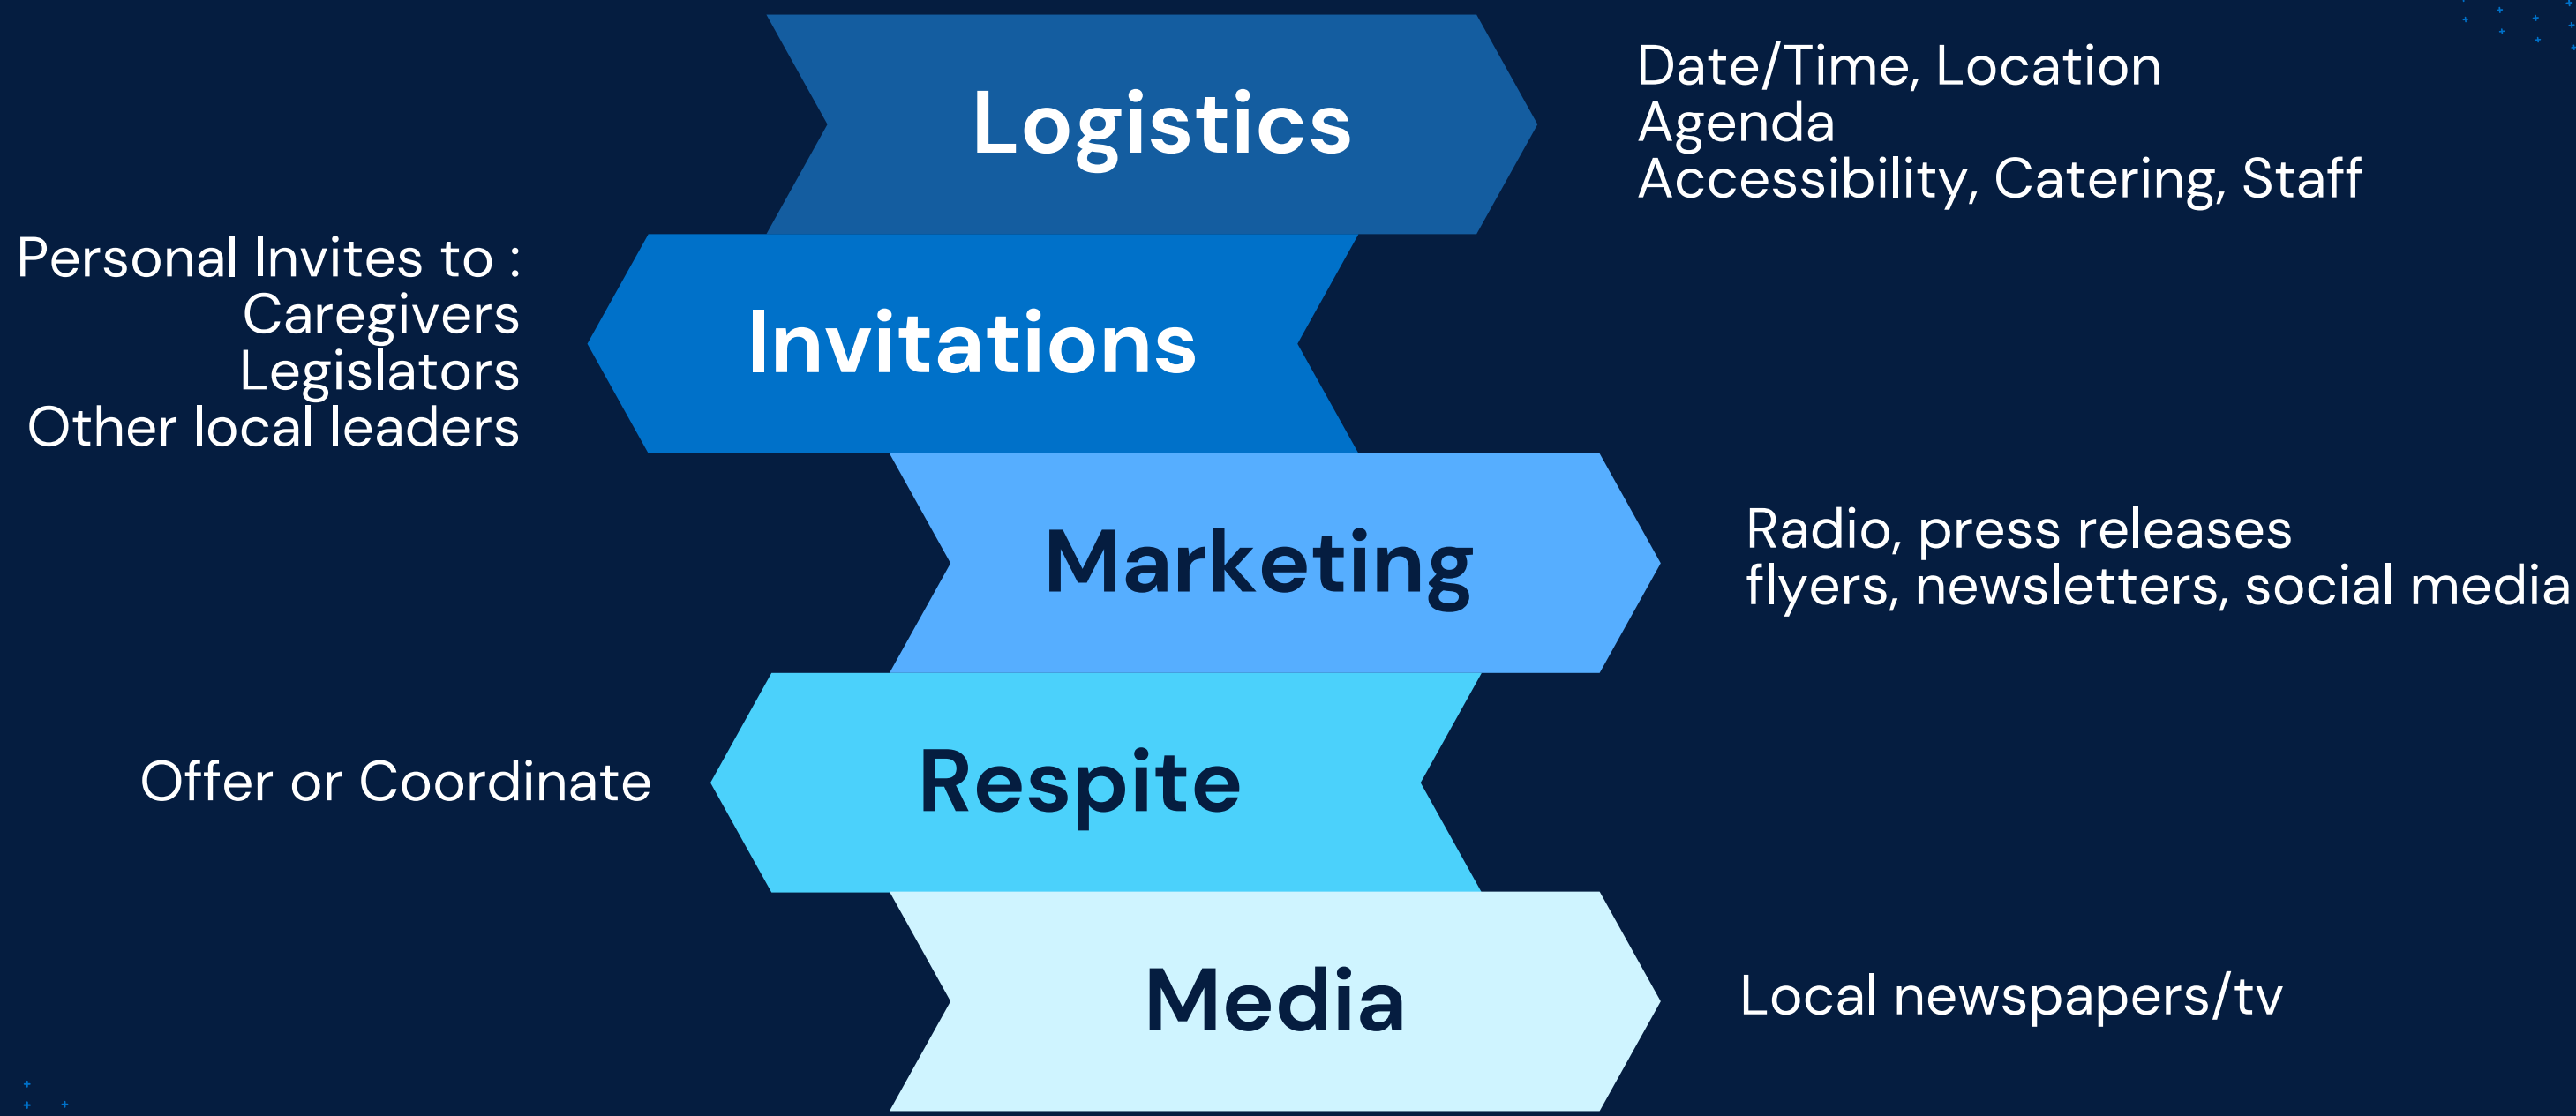 Logistics
Date/Time, Location
Agenda
Accessibility, Catering, Staff
Personal Invites to :
Caregivers
Legislators
Other local leaders
Invitations
Marketing
Radio, press releases
flyers, newsletters, social media
Offer or Coordinate
Respite
Media
Local newspapers/tv